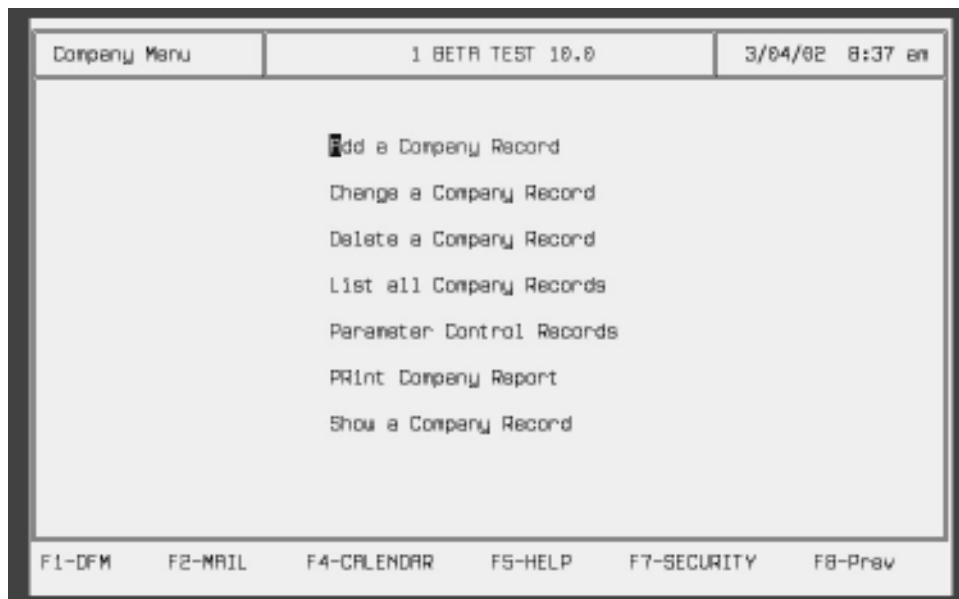 Company Menu 1 BETA TEST 10.0 3/04/02 8:37 am
Add a Company Record
Change a Company Record
Delete a Company Record
List all Company Records
Parameter Control Records
PRint Company Report
Show a Company Record
F1-DFM F2-MAIL F4-CALENDAR F5-HELP F7-SECURITY F8-Prev